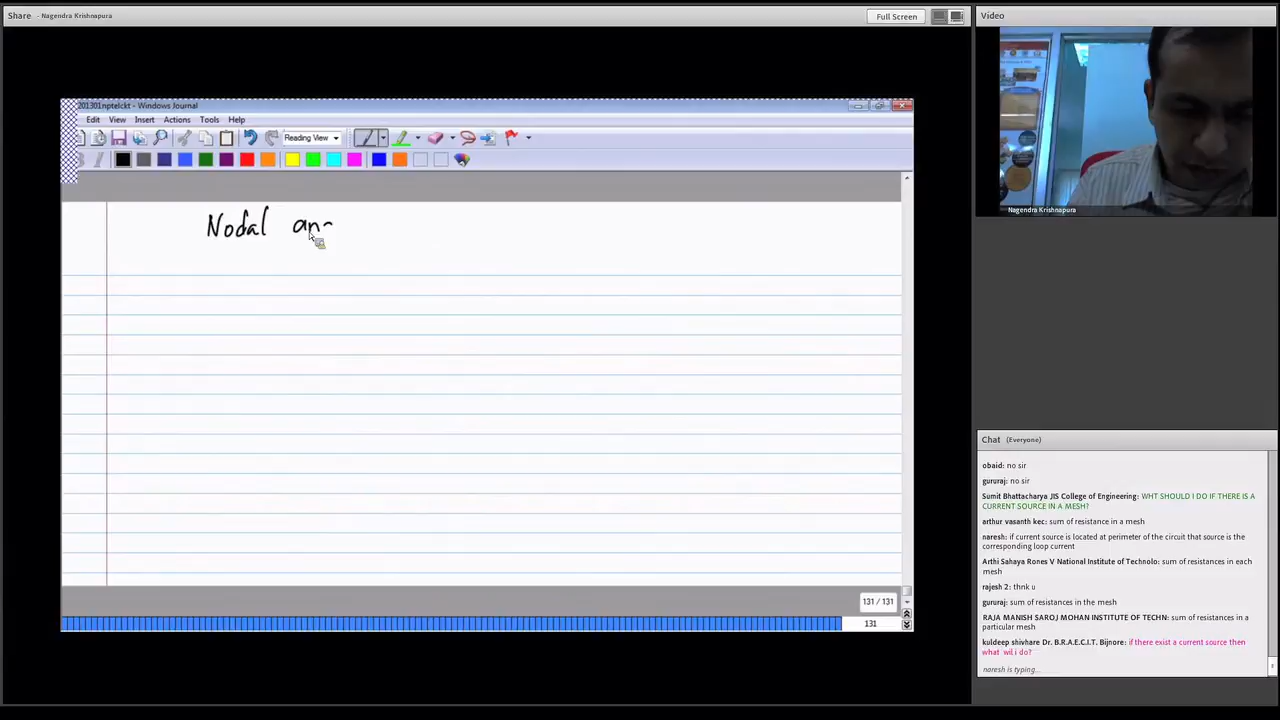 Share - Nagendra Krishnapura
Full Screen
Video
201301nptelckt - Windows Journal
Edit View Insert Actions Tools Help
Reading View
Nodal an
131 / 131
131
Nagendra Krishnapura
Chat (Everyone)
obaid: no sir
gururaj: no sir
Sumit Bhattacharya JIS College of Engineering: WHT SHOULD I DO IF THERE IS A
CURRENT SOURCE IN A MESH?
arthur vasanth kec: sum of resistance in a mesh
naresh: if current source is located at perimeter of the circuit that source is the
corresponding loop current
Arthi Sahaya Rones V National Institute of Technolo: sum of resistances in each
mesh
rajesh 2: thnk u
gururaj: sum of resistances in the mesh
RAJA MANISH SAROJ MOHAN INSTITUTE OF TECHN: sum of resistances in a
particular mesh
kuldeep shivhare Dr. B.R.A.E.C.I.T. Bijnore: if there exist a current source then
what wil i do?
naresh is typing...